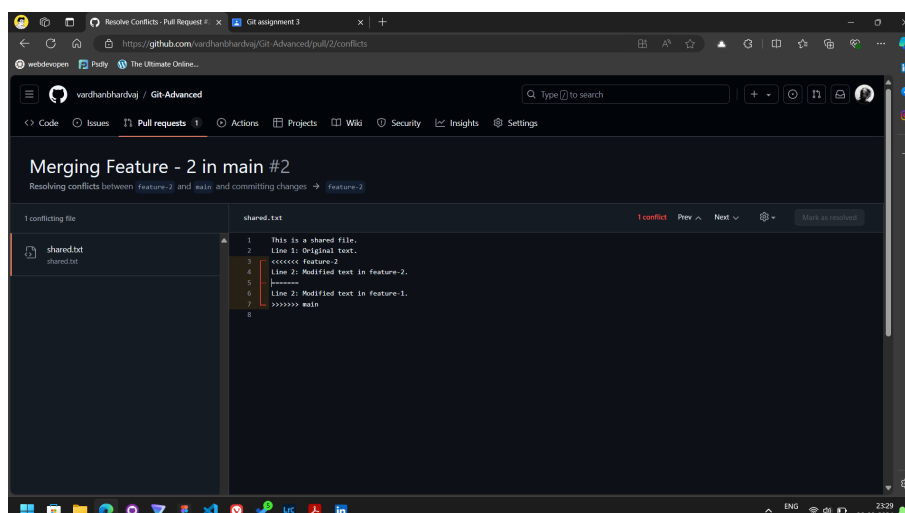 Resolve Conflicts · Pull Request #
Git assignment 3
https://github.com/vardhanbhardvaj/Git-Advanced/pull/2/conflicts
webdevopen
Psdly
The Ultimate Online...
vardhanbhardvaj / Git-Advanced
Type / to search
Code
Issues
Pull requests 1
Actions
Projects
Wiki
Security
Insights
Settings
Merging Feature - 2 in main #2
Resolving conflicts between feature-2 and main and committing changes → feature-2
1 conflicting file
shared.txt
1 conflict
Prev
Next
Mark as resolved
shared.txt
shared.txt
1 This is a shared file.
2 Line 1: Original text.
3 <<<<<<< feature-2
4 Line 2: Modified text in feature-2.
5 =======
6 Line 2: Modified text in feature-1.
7 >>>>>>> main
8
Lrc
ENG
23:29